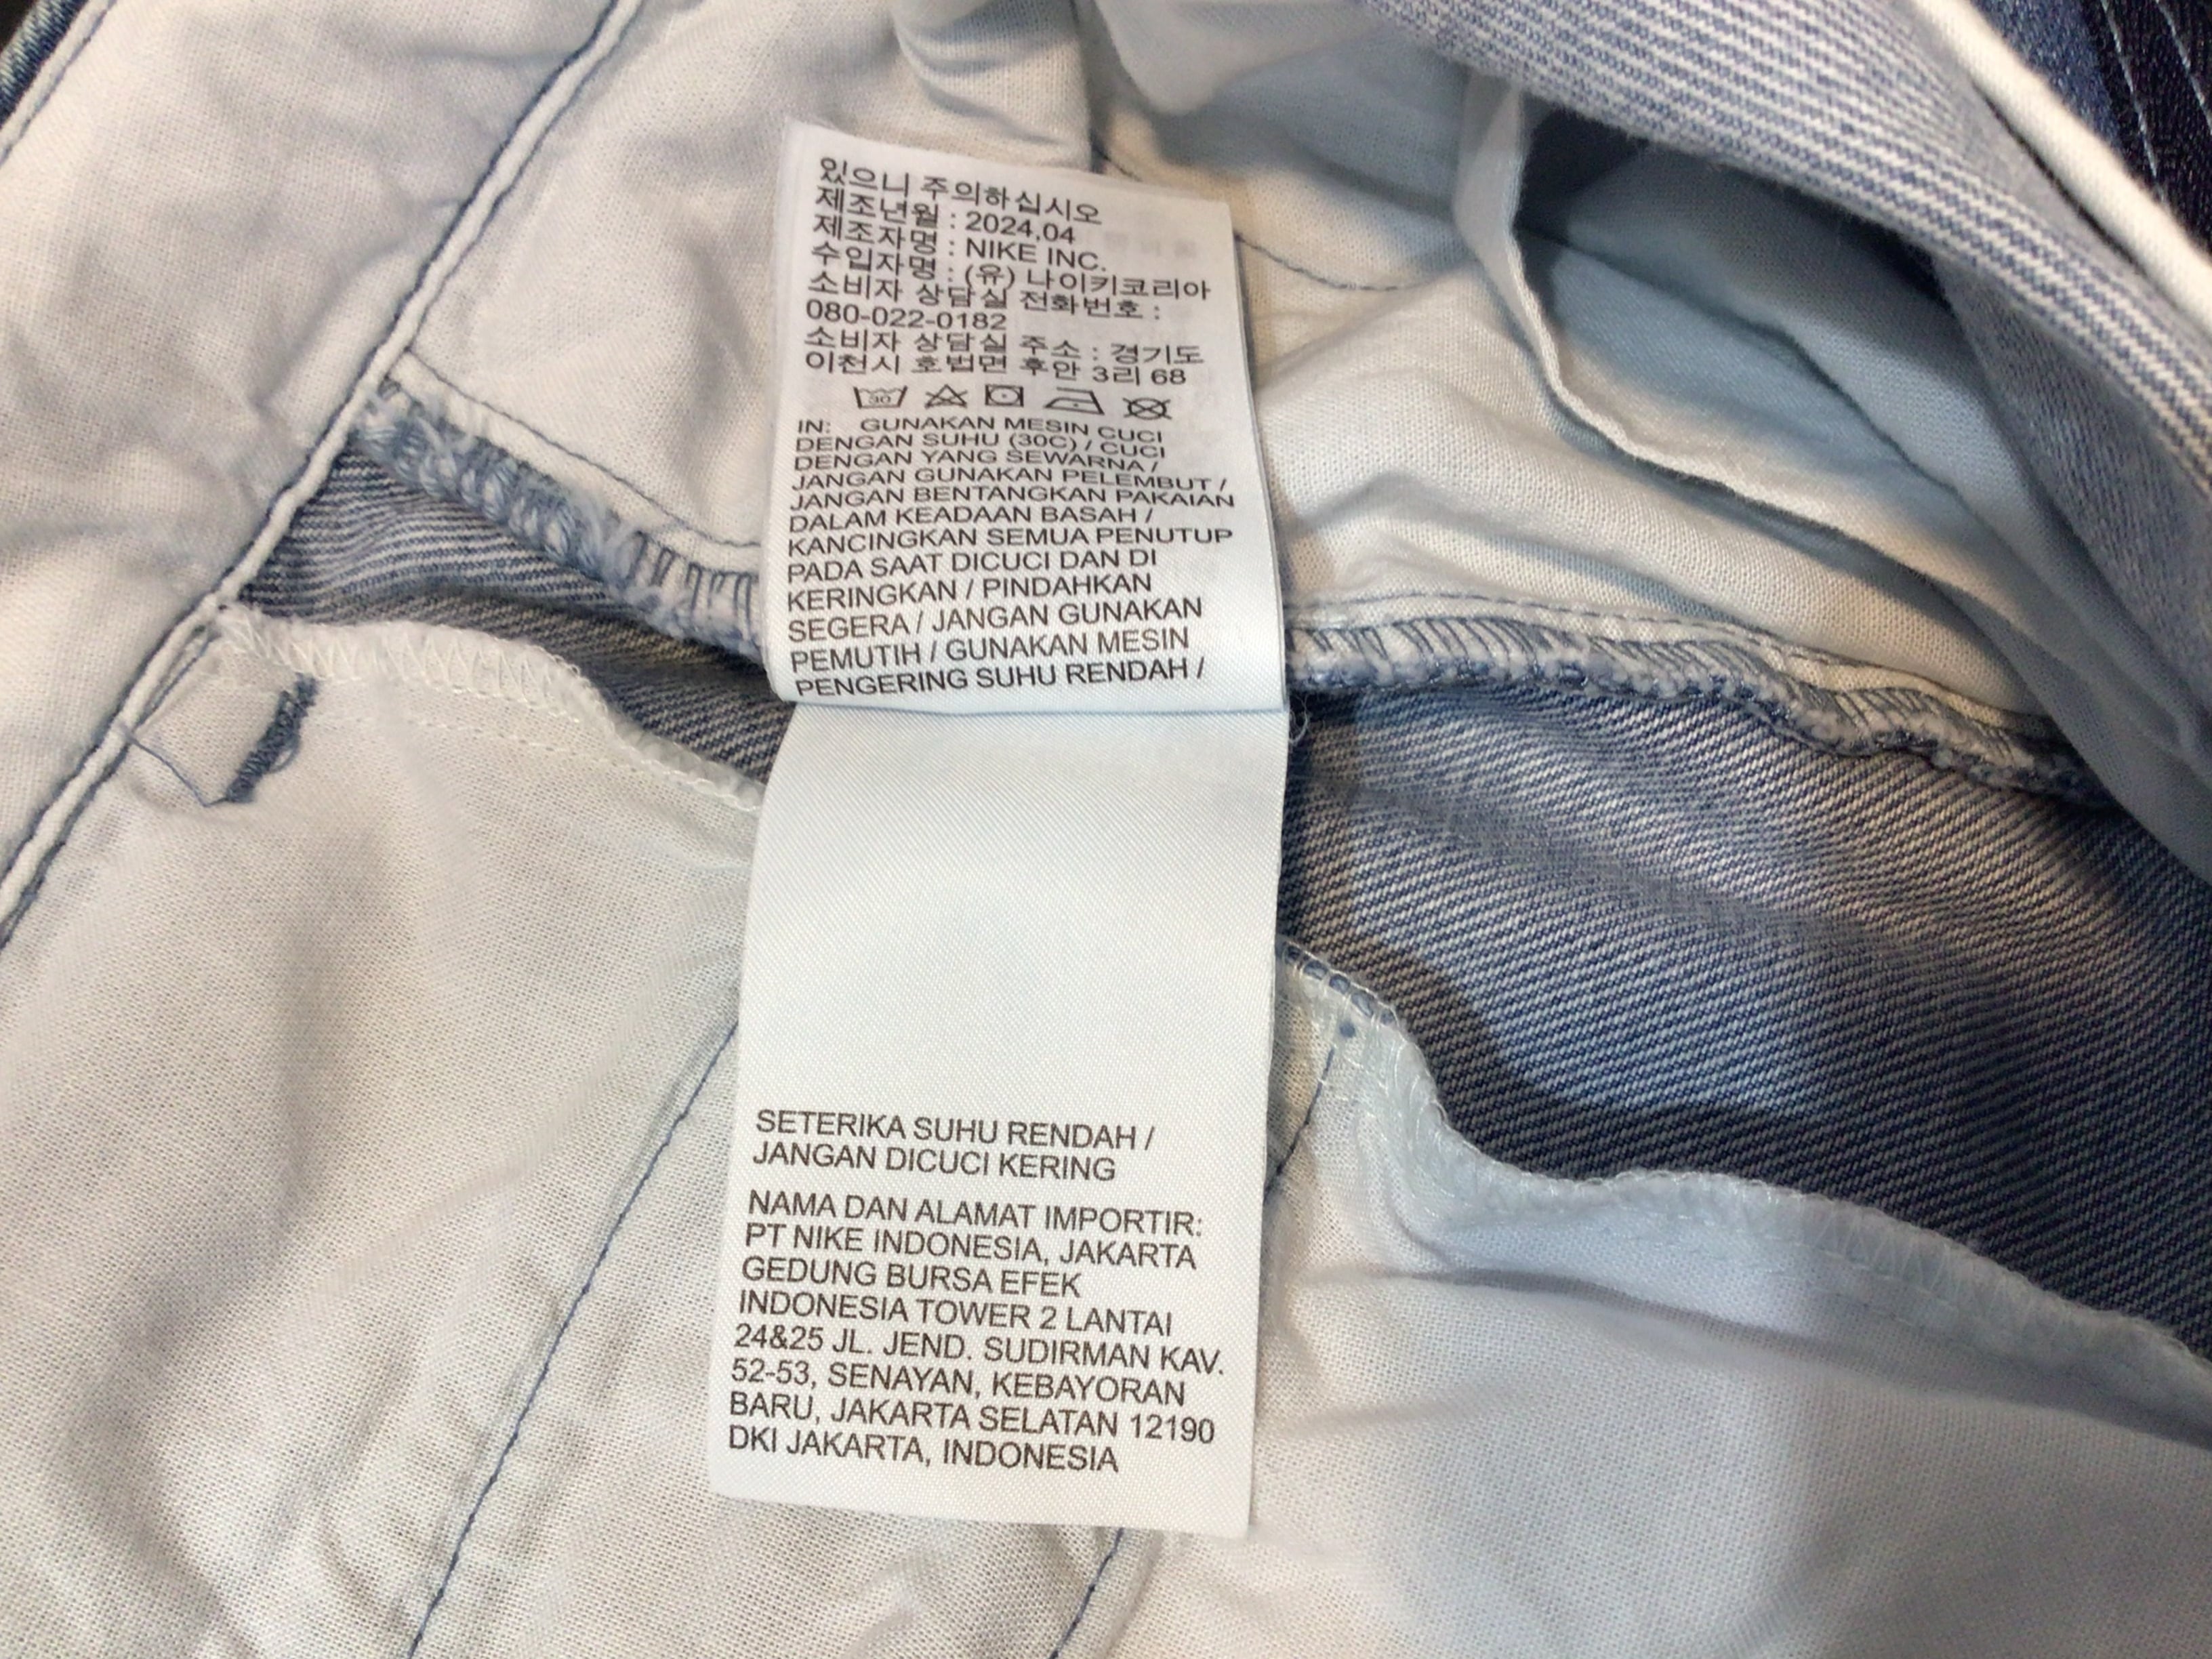 있으니 주의하십시오
제조년월 : 2024.04
제조자명 : NIKE INC.
수입자명 : (유) 나이키코리아
소비자 상담실 전화번호 :
080-022-0182
소비자 상담실 주소 : 경기도
이천시 호법면 후안 3리 68
30
IN: GUNAKAN MESIN CUCI
DENGAN SUHU (30C) / CUCI
DENGAN YANG SEWARNA /
JANGAN GUNAKAN PELEMBUT /
JANGAN BENTANGKAN PAKAIAN
DALAM KEADAAN BASAH /
KANCINGKAN SEMUA PENUTUP
PADA SAAT DICUCI DAN DI
KERINGKAN / PINDAHKAN
SEGERA / JANGAN GUNAKAN
PEMUTIH / GUNAKAN MESIN
PENGERING SUHU RENDAH /
SETERIKA SUHU RENDAH /
JANGAN DICUCI KERING
NAMA DAN ALAMAT IMPORTIR:
PT NIKE INDONESIA, JAKARTA
GEDUNG BURSA EFEK
INDONESIA TOWER 2 LANTAI
24&25 JL. JEND. SUDIRMAN KAV.
52-53, SENAYAN, KEBAYORAN
BARU, JAKARTA SELATAN 12190
DKI JAKARTA, INDONESIA